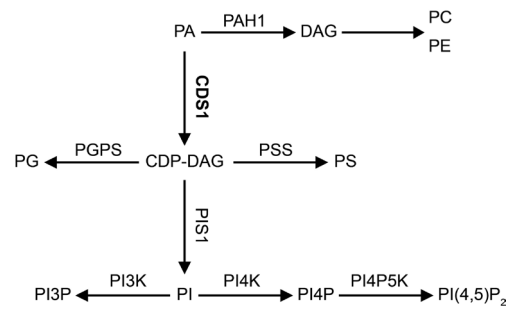 PA PAH1 DAG PC
PE
CDS1
PG PGPS CDP-DAG PSS PS
PIS1
PI3P PI3K PI PI4K PI4P PI4P5K PI(4,5)P₂